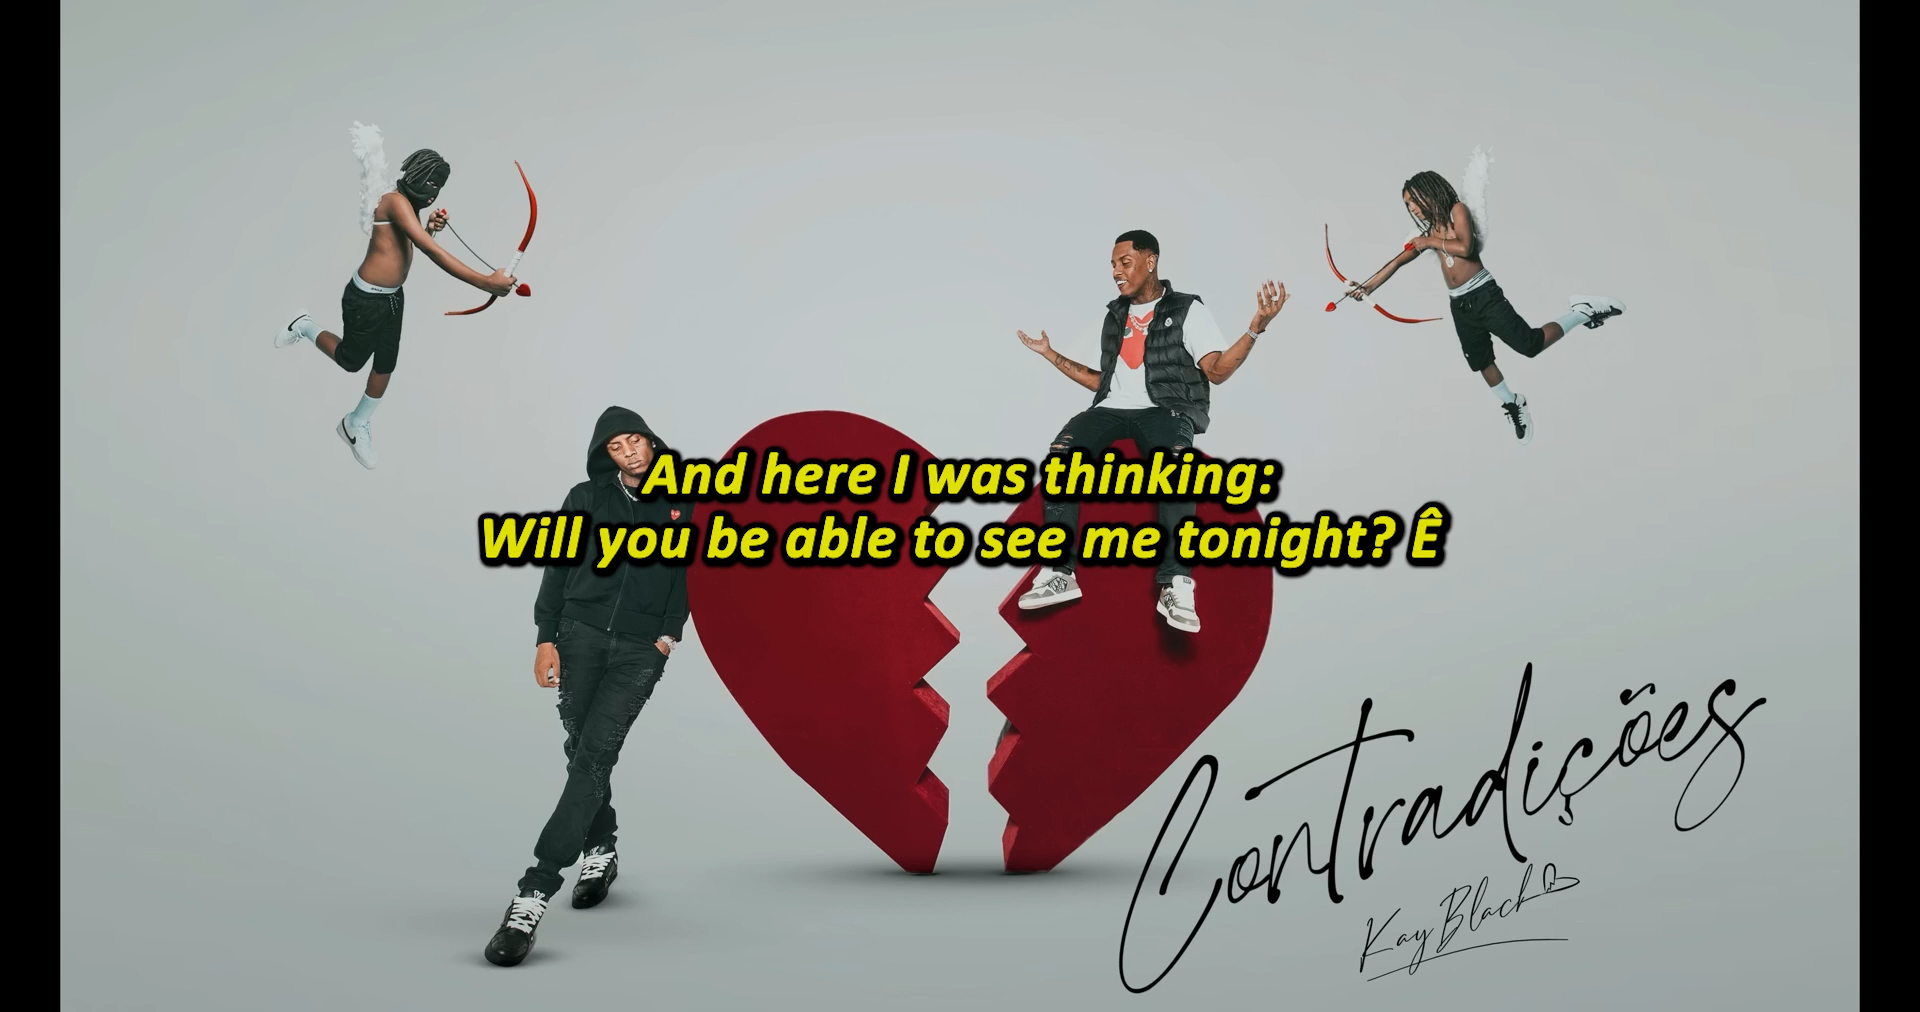 And here I was thinking:
Will you be able to see me tonight? Ê
Contradições
Kay Black